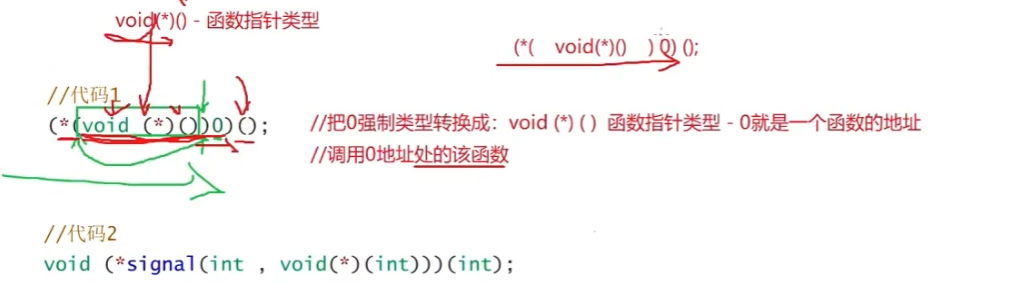 void(*)() - 函数指针类型
(*( void(*)() ) 0) ();
//代码1
(*(void (*)())0)();
//把0强制类型转换成：void (*) ( ) 函数指针类型 - 0就是一个函数的地址
//调用0地址处的该函数
//代码2
void (*signal(int , void(*)(int)))(int);